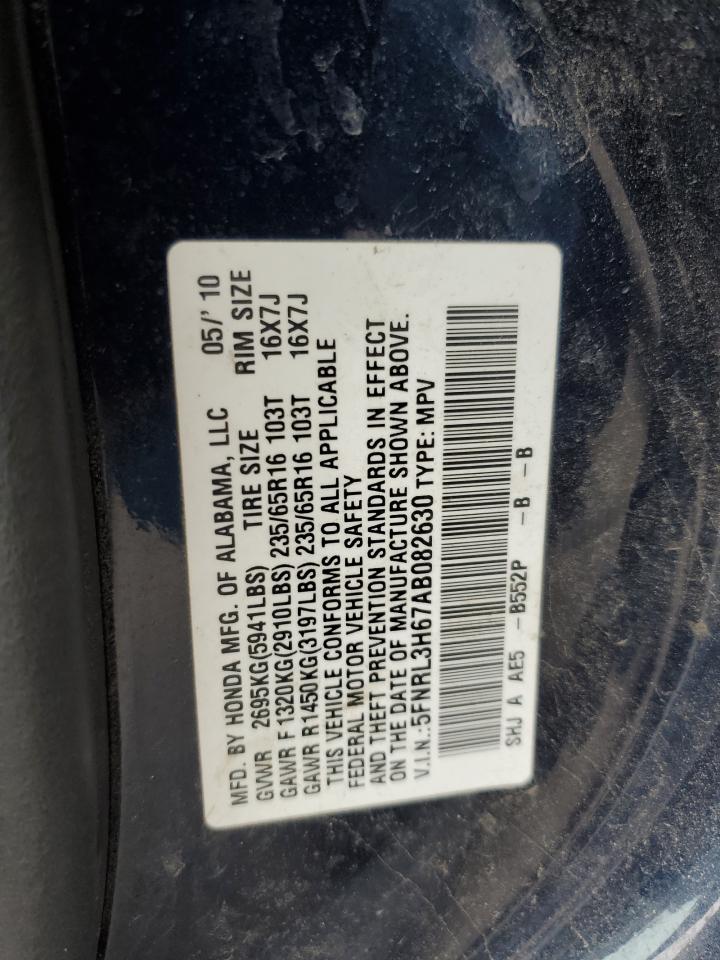 MFD. BY HONDA MFG. OF ALABAMA, LLC 05/' 10
GVWR 2695KG(5941LBS) TIRE SIZE RIM SIZE
GAWR F1320KG(2910LBS) 235/65R16 103T 16X7J
GAWR R1450KG(3197LBS) 235/65R16 103T 16X7J
THIS VEHICLE CONFORMS TO ALL APPLICABLE
FEDERAL MOTOR VEHICLE SAFETY
AND THEFT PREVENTION STANDARDS IN EFFECT
ON THE DATE OF MANUFACTURE SHOWN ABOVE.
V.I.N.:5FNRL3H67AB082630 TYPE: MPV
SHJ A AE5 -B552P -B -B